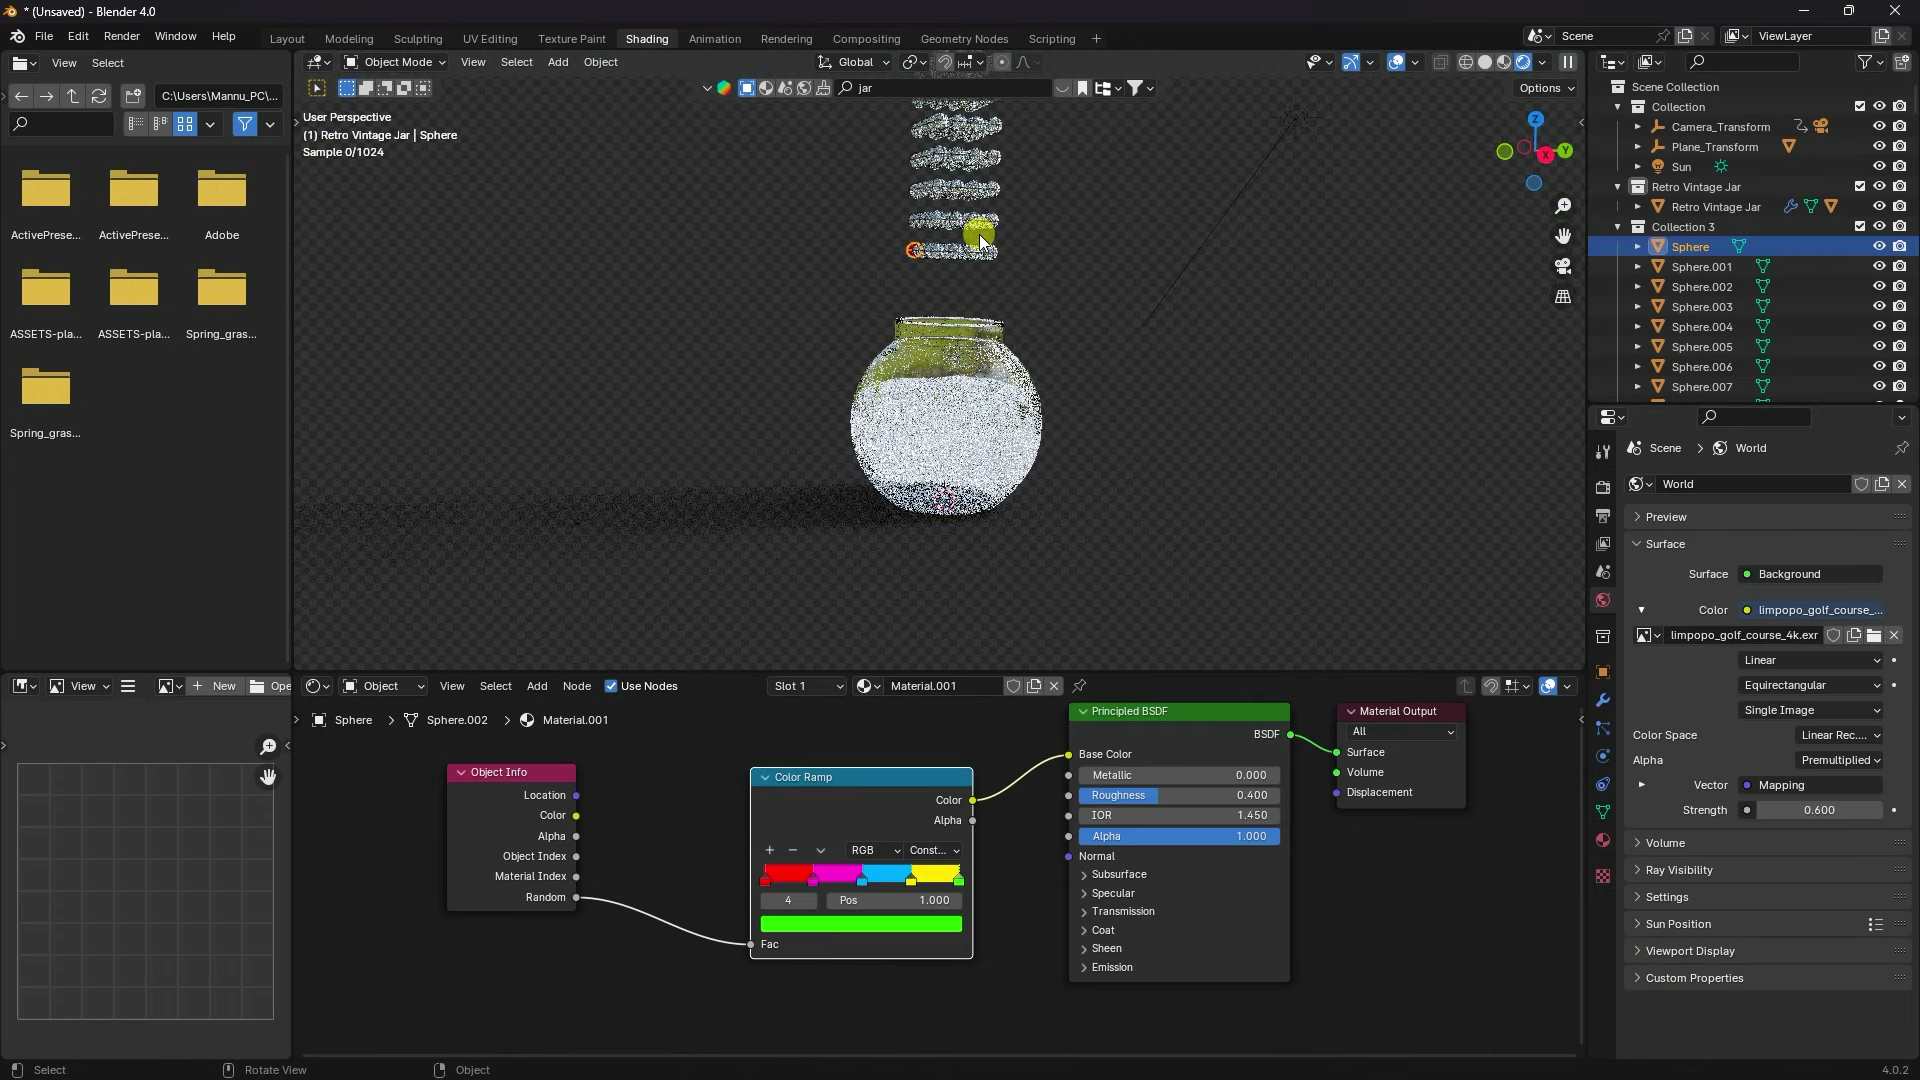 * (Unsaved) - Blender 4.0
File Edit Render Window Help
Layout Modeling Sculpting UV Editing Texture Paint Shading Animation Rendering Compositing Geometry Nodes Scripting +
Scene
ViewLayer
View Select
Object Mode View Select Add Object
Global
C:\Users\Mannu_PC\...
jar
Options
User Perspective
(1) Retro Vintage Jar | Sphere
Sample 0/1024
Z
Y
X
ActivePrese...
ActivePrese...
Adobe
ASSETS-pla...
ASSETS-pla...
Spring_gras...
Spring_gras...
Scene Collection
Collection
Camera_Transform
Plane_Transform
Sun
Retro Vintage Jar
Retro Vintage Jar
Collection 3
Sphere
Sphere.001
Sphere.002
Sphere.003
Sphere.004
Sphere.005
Sphere.006
Sphere.007
Scene > World
World
Preview
Surface
Surface Background
Color limpopo_golf_course_...
limpopo_golf_course_4k.exr
Linear
Equirectangular
Single Image
Color Space Linear Rec....
Alpha Premultiplied
Vector Mapping
Strength 0.600
Volume
Ray Visibility
Settings
Sun Position
Viewport Display
Custom Properties
View
New
Ope
Object View Select Add Node Use Nodes
Slot 1
Material.001
Sphere > Sphere.002 > Material.001
Object Info
Location
Color
Alpha
Object Index
Material Index
Random
Color Ramp
Color
Alpha
RGB Const...
4 Pos 1.000
Fac
Principled BSDF
BSDF
Base Color
Metallic 0.000
Roughness 0.400
IOR 1.450
Alpha 1.000
Normal
Subsurface
Specular
Transmission
Coat
Sheen
Emission
Material Output
All
Surface
Volume
Displacement
Select Rotate View Object
4.0.2